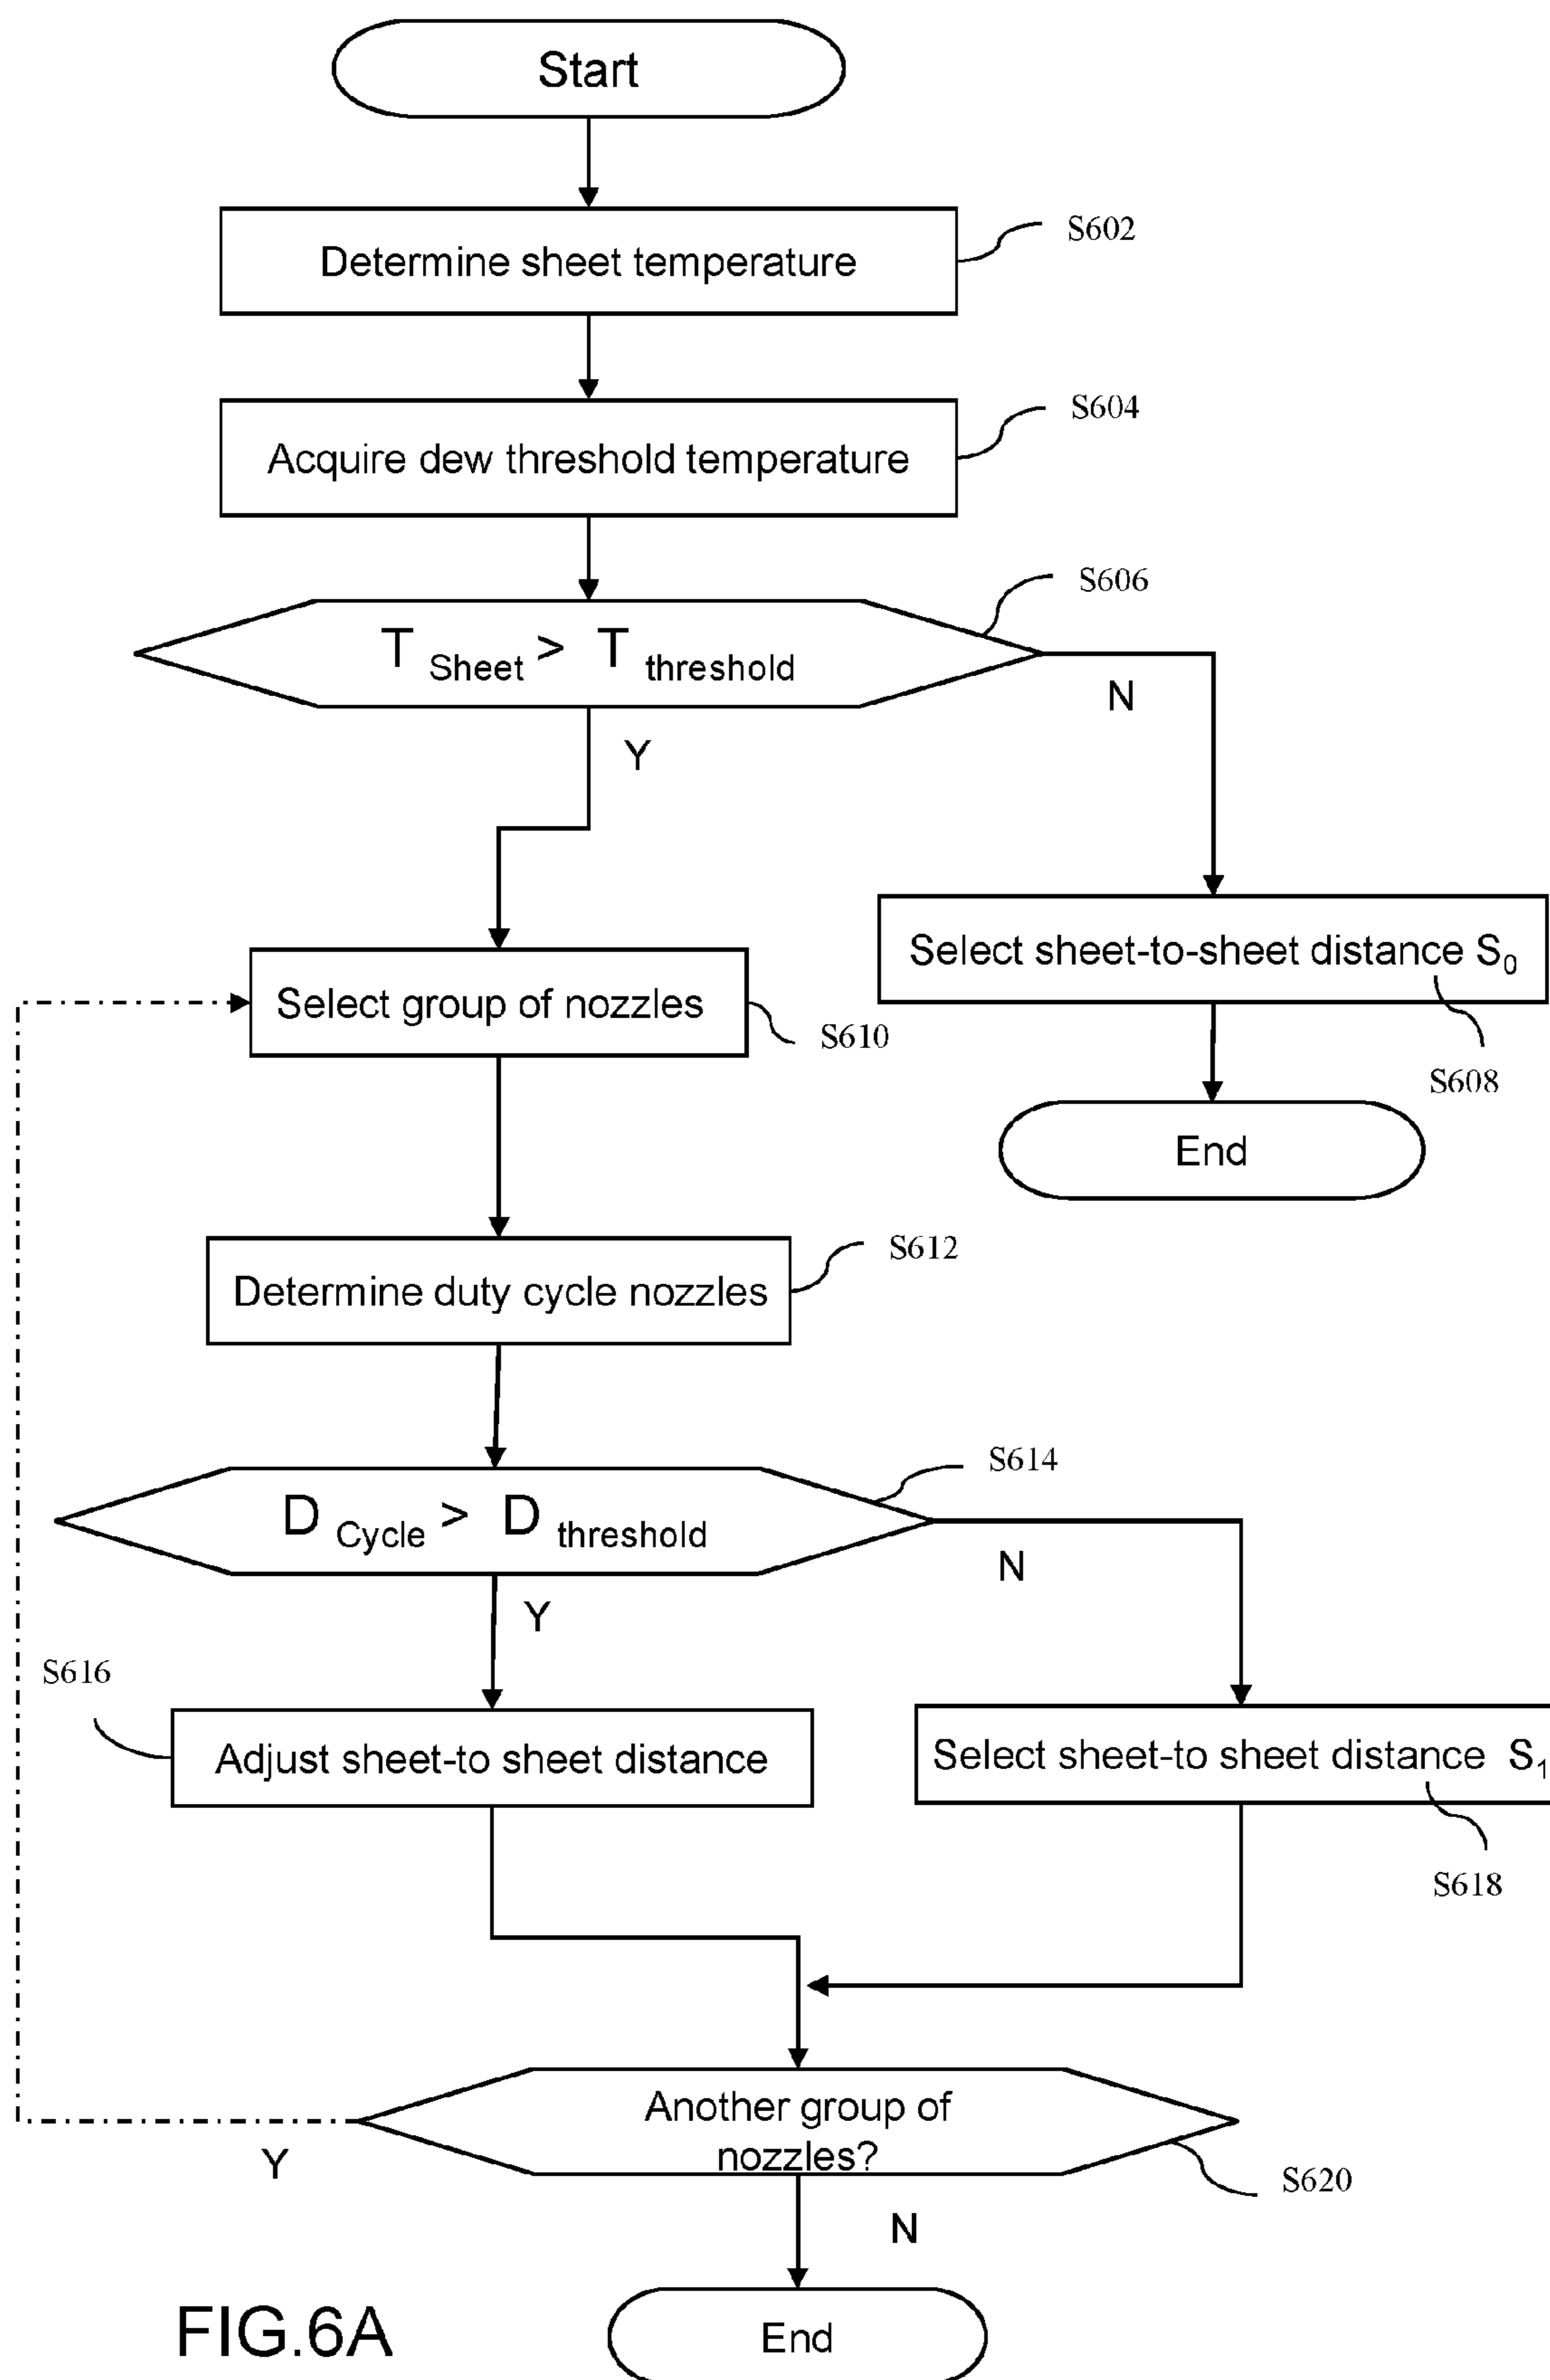 Start
Determine sheet temperature
S602
Acquire dew threshold temperature
S604
T Sheet > T threshold
S606
N
Y
Select sheet-to-sheet distance S0
S608
End
Select group of nozzles
S610
Determine duty cycle nozzles
S612
D Cycle > D threshold
S614
N
Y
S616
Adjust sheet-to sheet distance
Select sheet-to sheet distance S1
S618
Another group of
nozzles?
Y
S620
N
End
FIG.6A